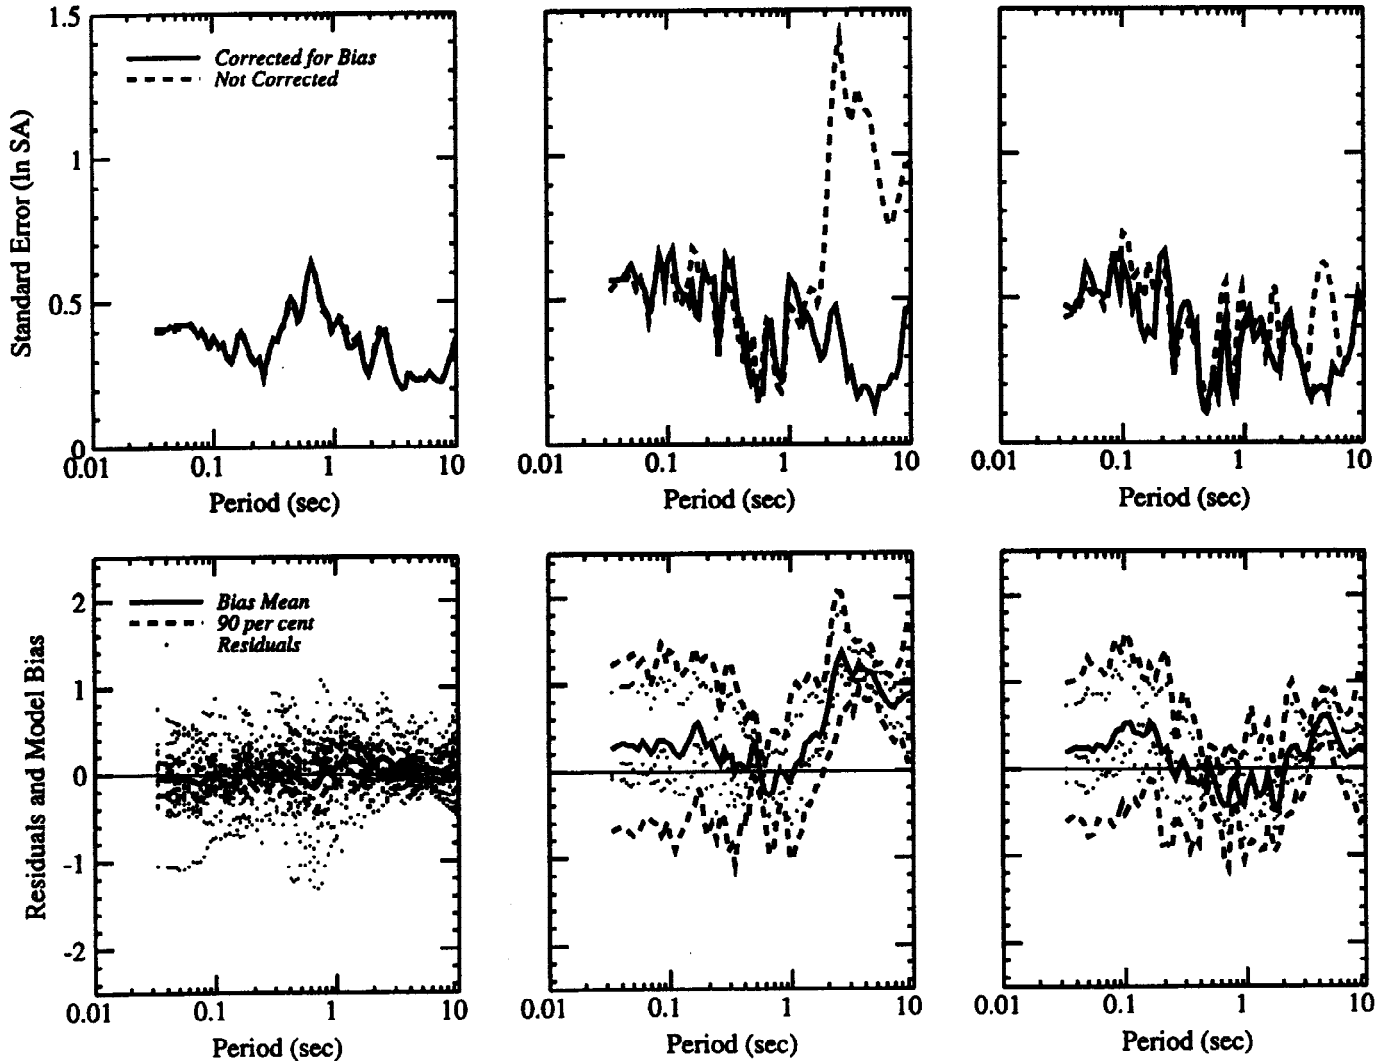 1.5
1
0.5
0
Standard Error (ln SA)
Corrected for Bias
Not Corrected
0.01 0.1 1 10
Period (sec)
0.01 0.1 1 10
Period (sec)
0.01 0.1 1 10
Period (sec)
2
1
0
-1
-2
Residuals and Model Bias
Bias Mean
90 per cent
Residuals
0.01 0.1 1 10
Period (sec)
0.01 0.1 1 10
Period (sec)
0.01 0.1 1 10
Period (sec)